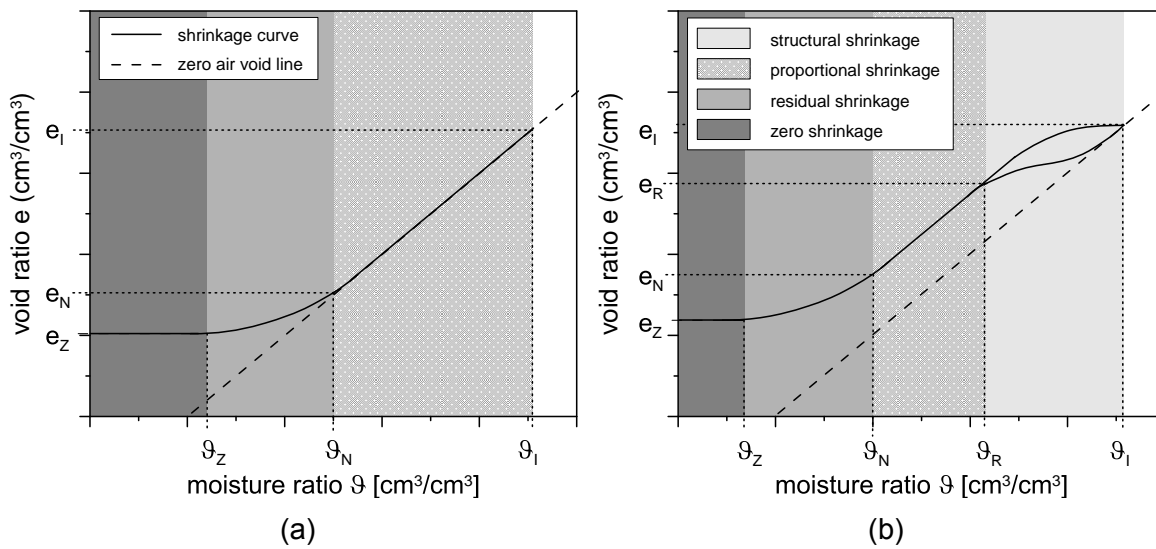 shrinkage curve
zero air void line
void ratio e (cm³/cm³)
e_I
e_N
e_Z
ϑ_Z
ϑ_N
ϑ_I
moisture ratio ϑ [cm³/cm³]
(a)
structural shrinkage
proportional shrinkage
residual shrinkage
zero shrinkage
void ratio e (cm³/cm³)
e_I
e_R
e_N
e_Z
ϑ_Z
ϑ_N
ϑ_R
ϑ_I
moisture ratio ϑ [cm³/cm³]
(b)